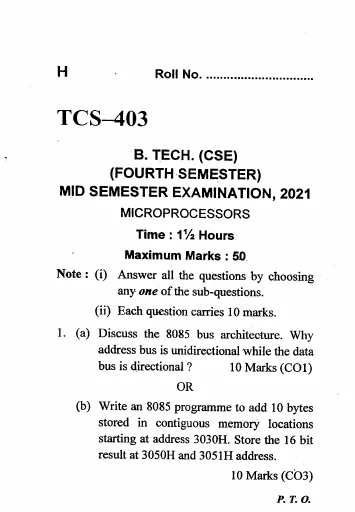 H Roll No. ...............................
TCS–403
B. TECH. (CSE)
(FOURTH SEMESTER)
MID SEMESTER EXAMINATION, 2021
MICROPROCESSORS
Time : 1½ Hours
Maximum Marks : 50
Note : (i) Answer all the questions by choosing
any one of the sub-questions.
(ii) Each question carries 10 marks.
1. (a) Discuss the 8085 bus architecture. Why
address bus is unidirectional while the data
bus is directional ? 10 Marks (CO1)
OR
(b) Write an 8085 programme to add 10 bytes
stored in contiguous memory locations
starting at address 3030H. Store the 16 bit
result at 3050H and 3051H address.
10 Marks (CO3)
P. T. O.